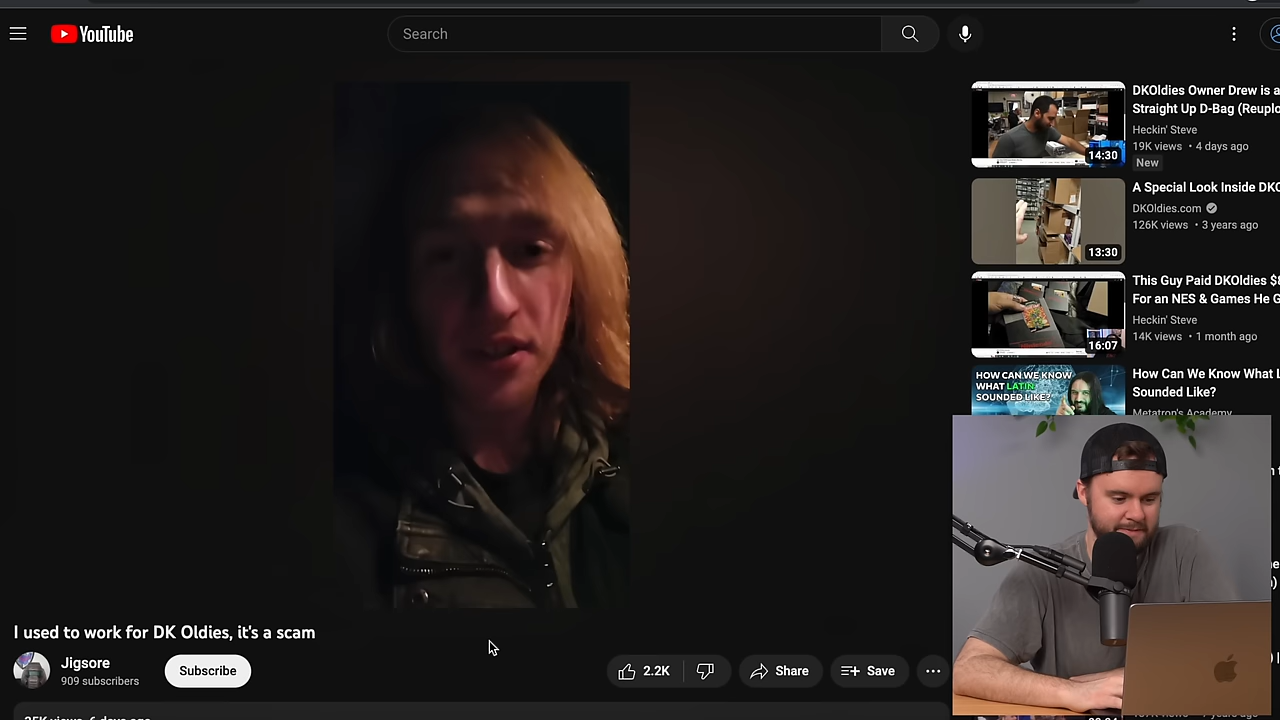 YouTube
Search
DKOldies Owner Drew is a
Straight Up D-Bag (Reuplo
Heckin' Steve
19K views • 4 days ago
New
14:30
A Special Look Inside DKO
DKOldies.com
126K views • 3 years ago
13:30
This Guy Paid DKOldies $
For an NES & Games He G
Heckin' Steve
14K views • 1 month ago
16:07
HOW CAN WE KNOW
WHAT LATIN
SOUNDED LIKE?
How Can We Know What L
Sounded Like?
Metatron's Academy
I used to work for DK Oldies, it's a scam
Jigsore
909 subscribers
Subscribe
2.2K
Share
Save